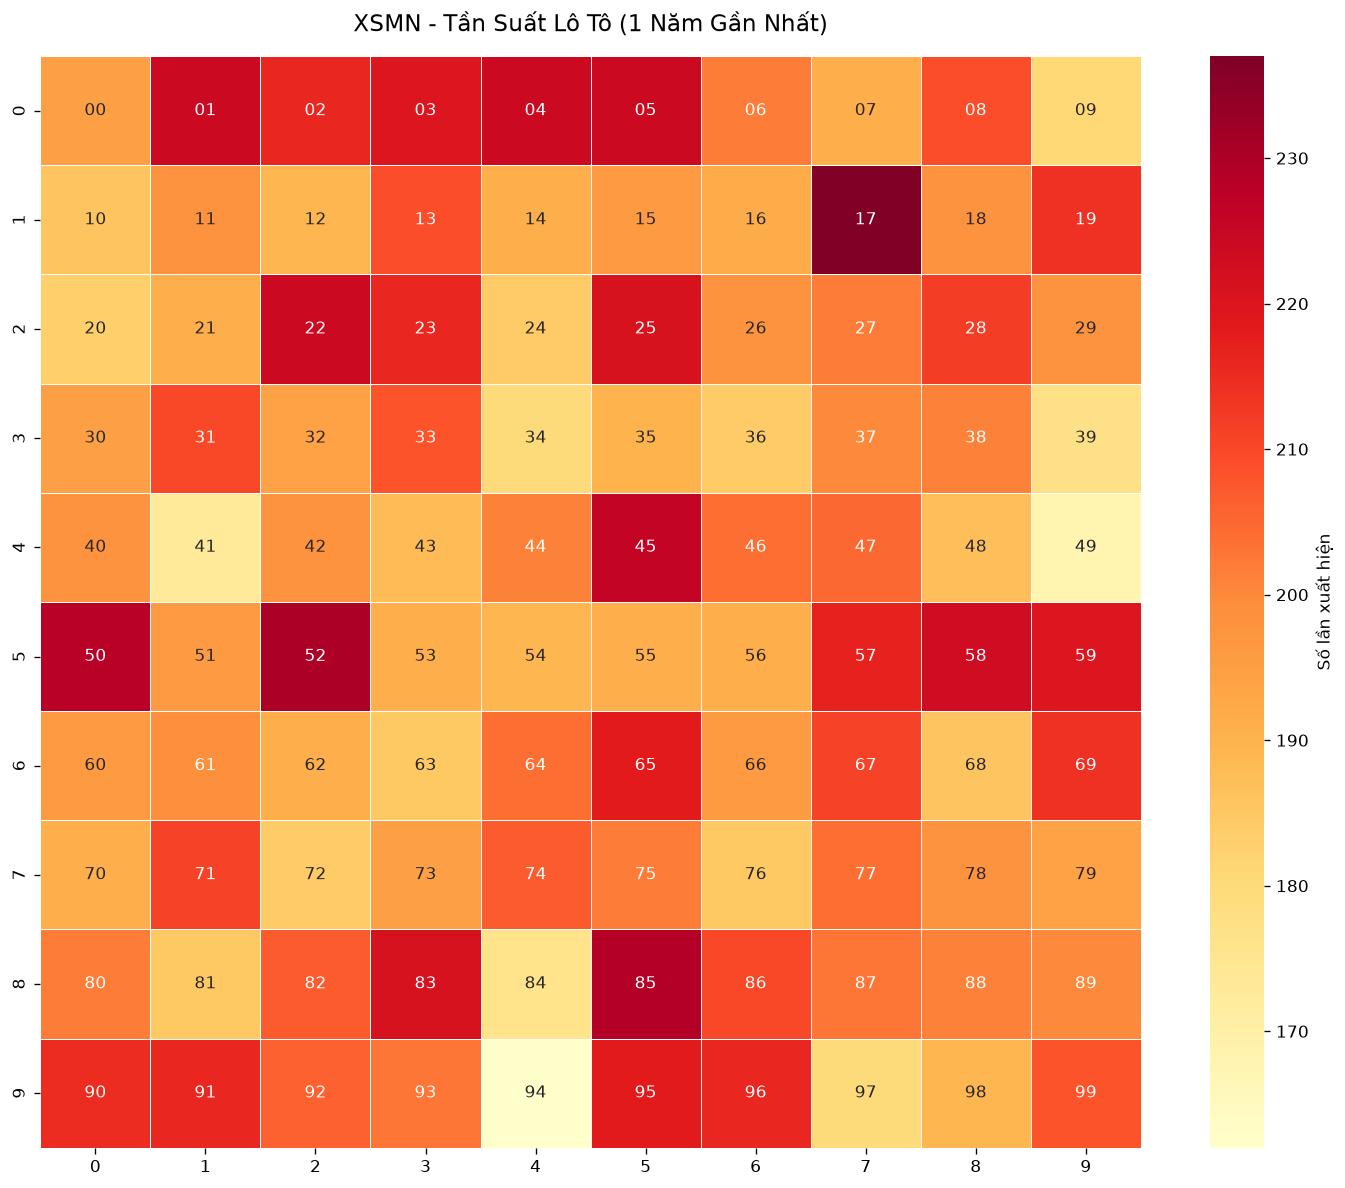 XSMN - Tần Suất Lô Tô (1 Năm Gần Nhất)
0 00 01 02 03 04 05 06 07 08 09
1 10 11 12 13 14 15 16 17 18 19
2 20 21 22 23 24 25 26 27 28 29
3 30 31 32 33 34 35 36 37 38 39
4 40 41 42 43 44 45 46 47 48 49
5 50 51 52 53 54 55 56 57 58 59
6 60 61 62 63 64 65 66 67 68 69
7 70 71 72 73 74 75 76 77 78 79
8 80 81 82 83 84 85 86 87 88 89
9 90 91 92 93 94 95 96 97 98 99
0 1 2 3 4 5 6 7 8 9
230
220
210
200
190
180
170
Số lần xuất hiện